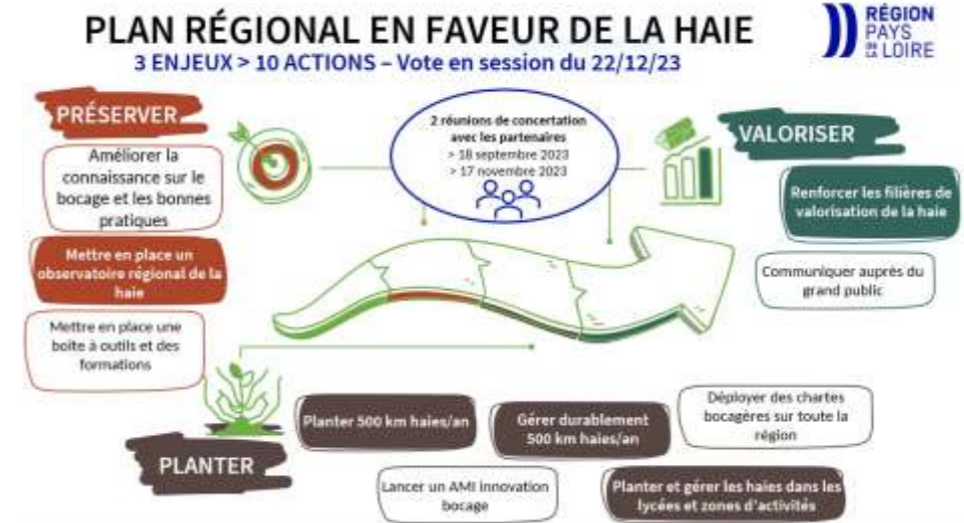 PLAN RÉGIONAL EN FAVEUR DE LA HAIE
3 ENJEUX > 10 ACTIONS – Vote en session du 22/12/23
RÉGION
PAYS
DE LA LOIRE
PRÉSERVER
Améliorer la
connaissance sur le
bocage et les bonnes
pratiques
Mettre en place un
observatoire régional de la
haie
Mettre en place une
boîte à outils et des
formations
2 réunions de concertation
avec les partenaires
> 18 septembre 2023
> 17 novembre 2023
VALORISER
Renforcer les filières de
valorisation de la haie
Communiquer auprès du
grand public
PLANTER
Planter 500 km haies/an
Gérer durablement
500 km haies/an
Déployer des chartes
bocagères sur toute la
région
Lancer un AMI innovation
bocage
Planter et gérer les haies dans les
lycées et zones d'activités